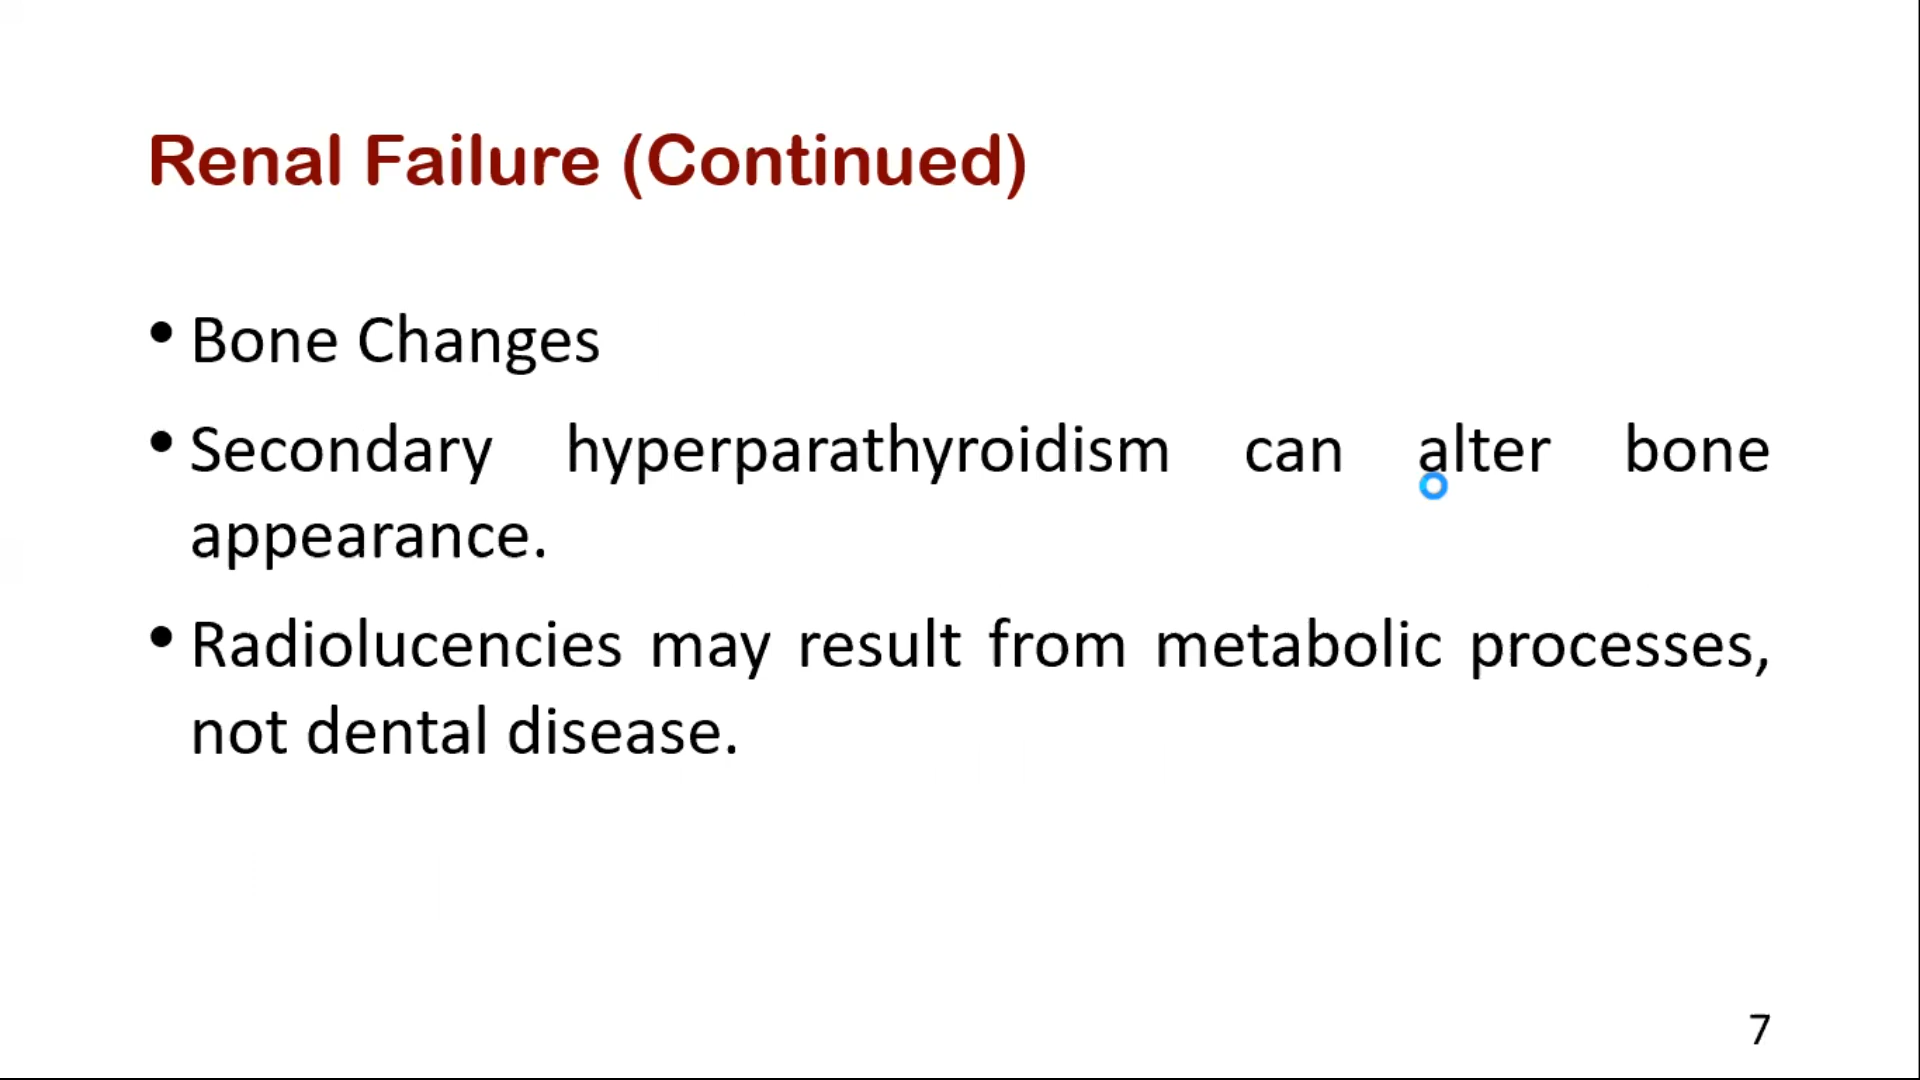 Renal Failure (Continued)
• Bone Changes
• Secondary hyperparathyroidism can alter bone
appearance.
• Radiolucencies may result from metabolic processes,
not dental disease.
7